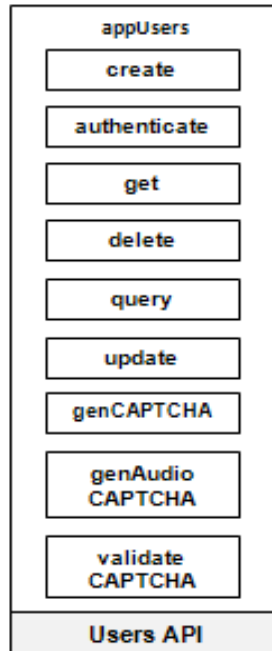 appUsers
create
authenticate
get
delete
query
update
genCAPTCHA
genAudio
CAPTCHA
validate
CAPTCHA
Users API